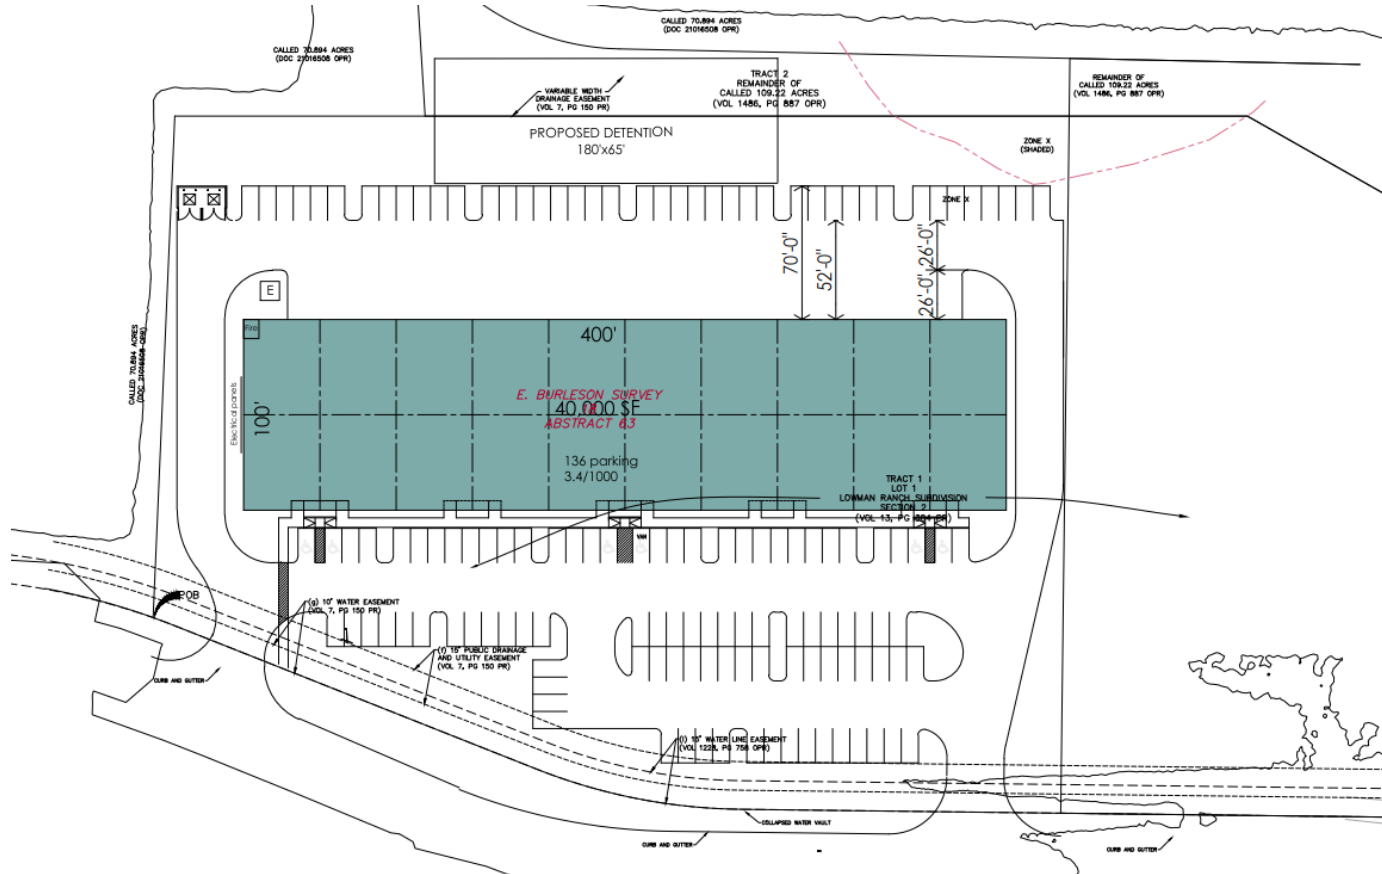 CALLED 70.894 ACRES
(DOC 21016508 OPR)
CALLED 70.894 ACRES
(DOC 21016508 OPR)
VARIABLE WIDTH
DRAINAGE EASEMENT
(VOL 7, PG 150 PR)
TRACT 2
REMAINDER OF
CALLED 109.22 ACRES
(VOL 1486, PG 887 OPR)
REMAINDER OF
CALLED 109.22 ACRES
(VOL 1486, PG 887 OPR)
PROPOSED DETENTION
180'x65'
ZONE X
(SHADED)
ZONE X
70'-0"
52'-0"
26'-0"
26'-0"
E
Fire
400'
CALLED 70.894 ACRES
(DOC 21016508 OPR)
Electrical panels
100'
E. BURLESON SURVEY
40,000 SF
ABSTRACT 63
136 parking
3.4/1000
TRACT 1
LOT 1
LOWMAN RANCH SUBDIVISION
SECTION 2
VAN
POB
(g) 10' WATER EASEMENT
(VOL 7, PG 150 PR)
(f) 15' PUBLIC DRAINAGE
AND UTILITY EASEMENT
(VOL 7, PG 150 PR)
CURB AND GUTTER
(i) 15' WATER LINE EASEMENT
(VOL 1228, PG 758 OPR)
COLLAPSED WATER VAULT
CURB AND GUTTER
CURB AND GUTTER